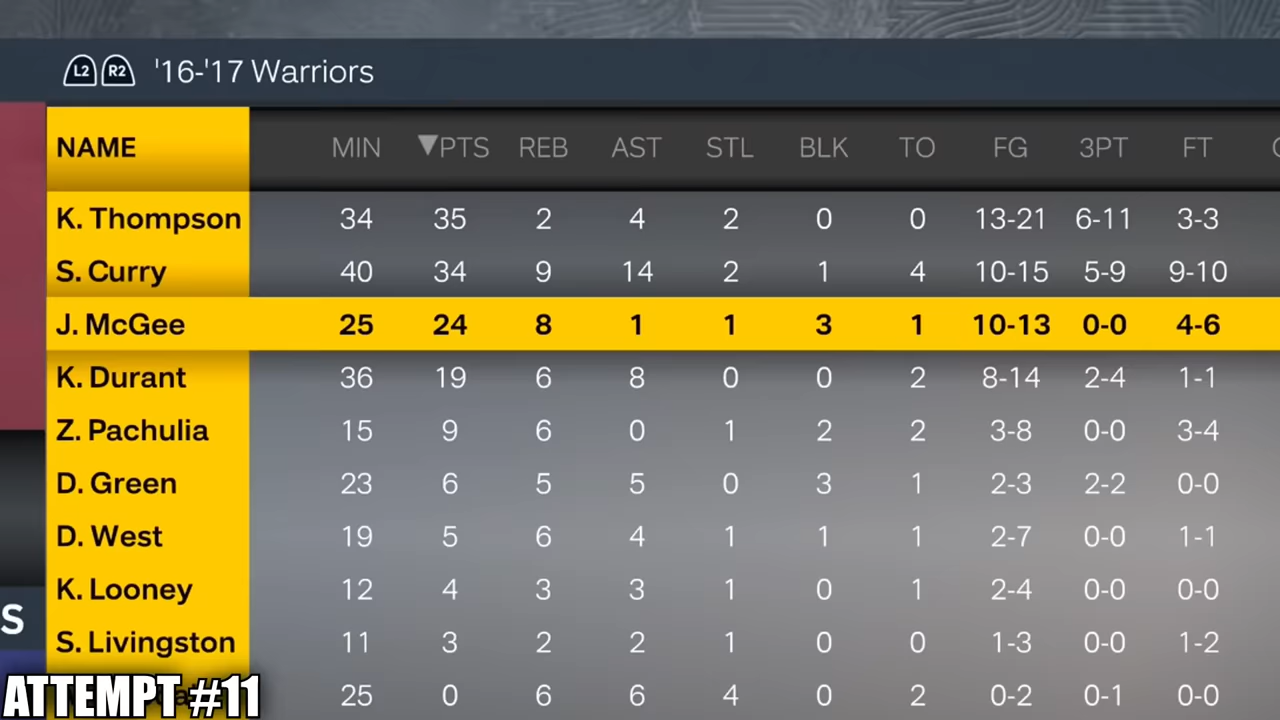 L2 R2 '16-'17 Warriors
NAME MIN ▼PTS REB AST STL BLK TO FG 3PT FT
K. Thompson 34 35 2 4 2 0 0 13-21 6-11 3-3
S. Curry 40 34 9 14 2 1 4 10-15 5-9 9-10
J. McGee 25 24 8 1 1 3 1 10-13 0-0 4-6
K. Durant 36 19 6 8 0 0 2 8-14 2-4 1-1
Z. Pachulia 15 9 6 0 1 2 2 3-8 0-0 3-4
D. Green 23 6 5 5 0 3 1 2-3 2-2 0-0
D. West 19 5 6 4 1 1 1 2-7 0-0 1-1
K. Looney 12 4 3 3 1 0 1 2-4 0-0 0-0
S
S. Livingston 11 3 2 2 1 0 0 1-3 0-0 1-2
25 0 6 6 4 0 2 0-2 0-1 0-0
ATTEMPT #11